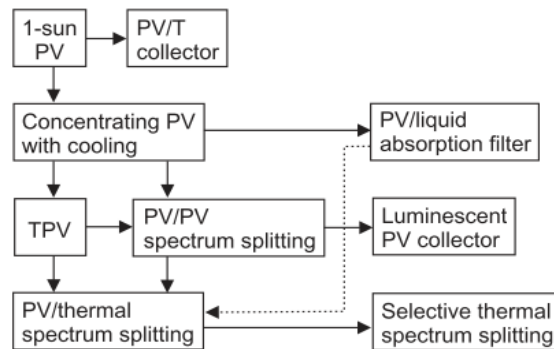 1-sun
PV
PV/T
collector
Concentrating PV
with cooling
PV/liquid
absorption filter
TPV
PV/PV
spectrum splitting
Luminescent
PV collector
PV/thermal
spectrum splitting
Selective thermal
spectrum splitting